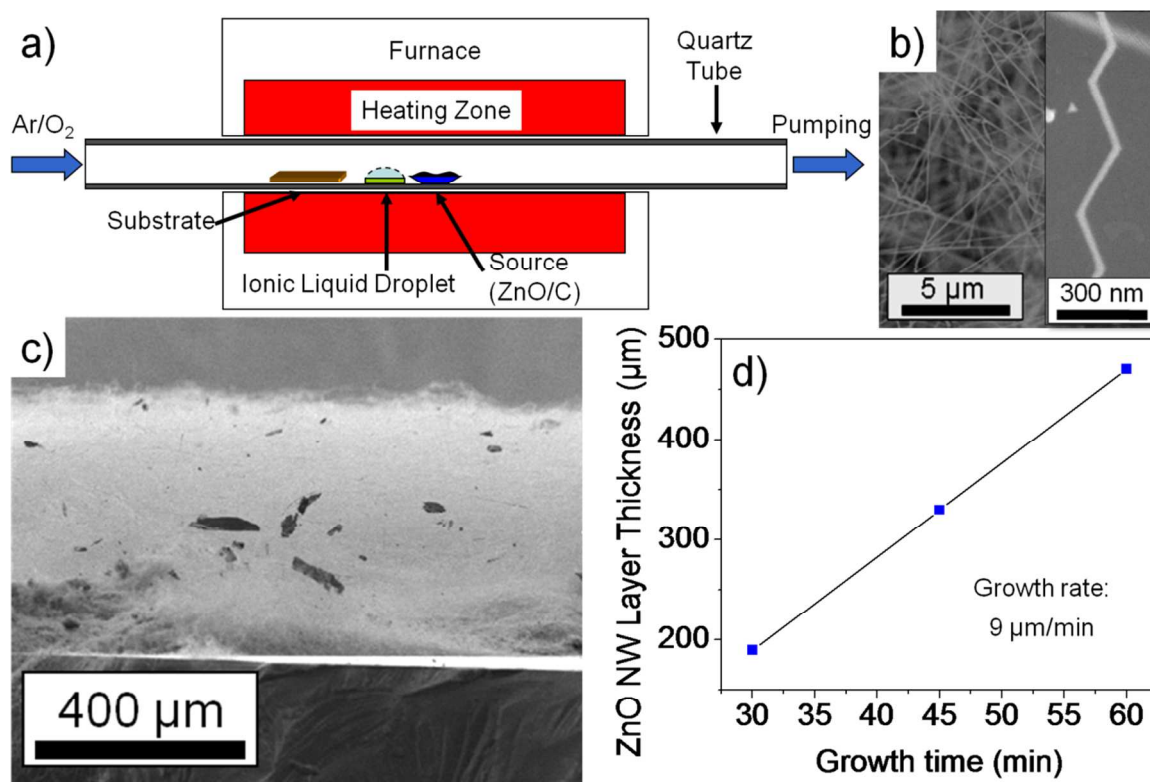 a)
Furnace
Quartz
Tube
Heating Zone
Ar/O₂
Pumping
Substrate
Ionic Liquid Droplet
Source
(ZnO/C)
b)
5 µm
300 nm
c)
400 µm
d)
ZnO NW Layer Thickness (µm)
500
400
300
200
Growth rate:
9 µm/min
30
35
40
45
50
55
60
Growth time (min)